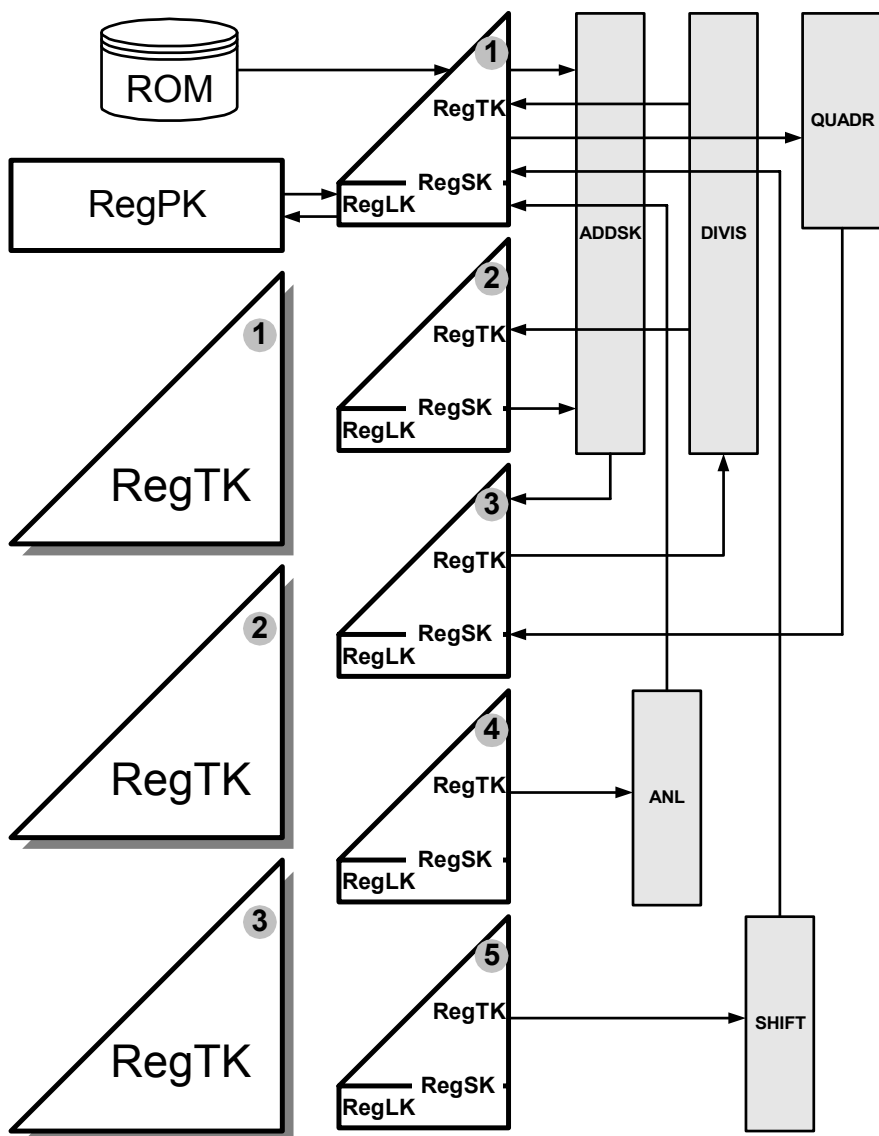 ROM
1
RegTK
RegSK
RegLK
RegPK
ADDSK
DIVIS
QUADR
2
RegTK
RegSK
RegLK
1
RegTK
3
RegTK
RegSK
RegLK
2
RegTK
4
RegTK
RegSK
RegLK
ANL
3
RegTK
5
RegTK
RegSK
RegLK
SHIFT